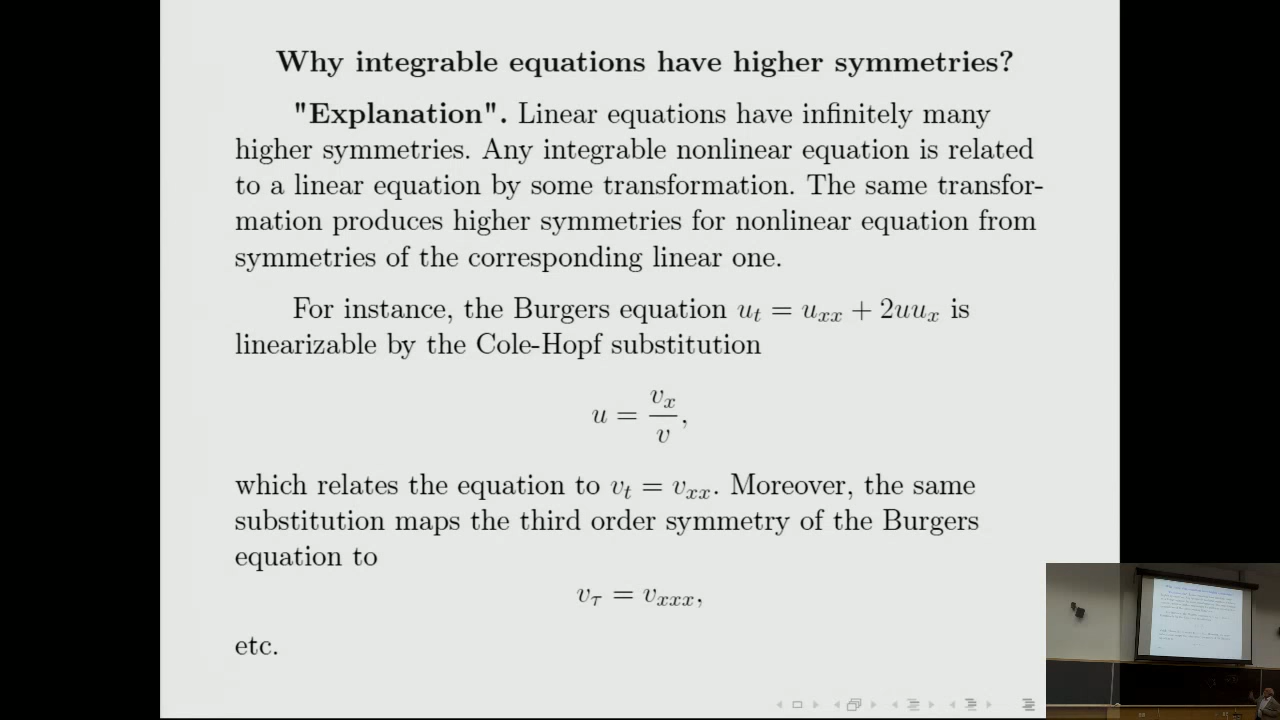 Why integrable equations have higher symmetries?
"Explanation". Linear equations have infinitely many
higher symmetries. Any integrable nonlinear equation is related
to a linear equation by some transformation. The same transfor-
mation produces higher symmetries for nonlinear equation from
symmetries of the corresponding linear one.
For instance, the Burgers equation $u_t = u_{xx} + 2uu_x$ is
linearizable by the Cole-Hopf substitution
$u = \frac{v_x}{v},$
which relates the equation to $v_t = v_{xx}$. Moreover, the same
substitution maps the third order symmetry of the Burgers
equation to
$v_\tau = v_{xxx},$
etc.